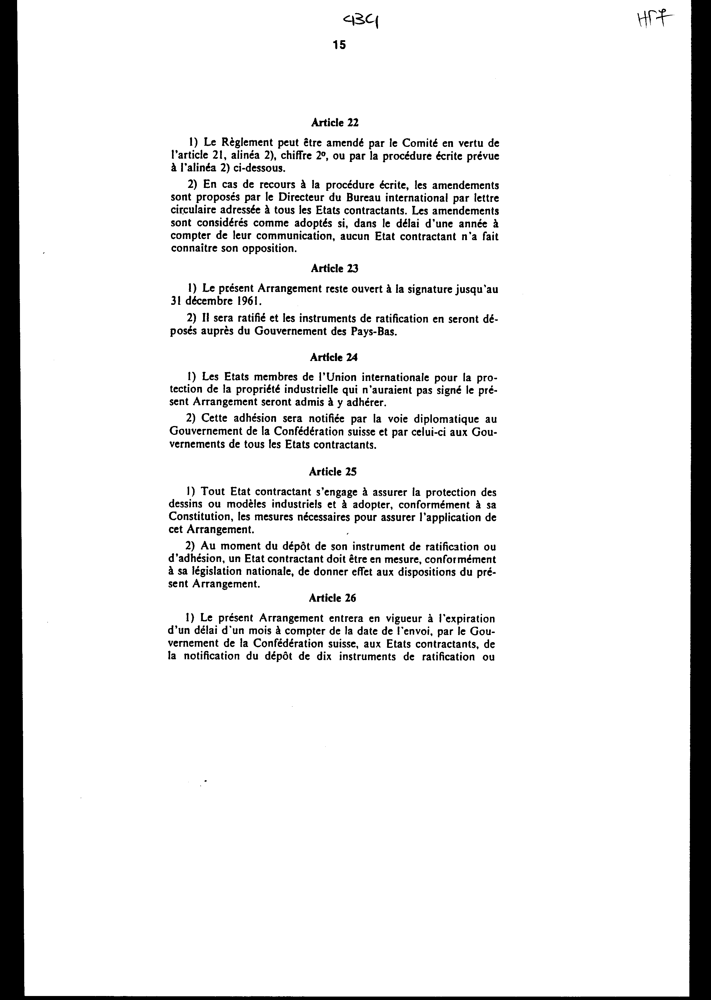 15
Article 22
1) Le Règlement peut être amendé par le Comité en vertu de
l'article 21, alinéa 2), chiffre 2º, ou par la procédure écrite prévue
à l'alinéa 2) ci-dessous.
2) En cas de recours à la procédure écrite, les amendements
sont proposés par le Directeur du Bureau international par lettre
circulaire adressée à tous les Etats contractants. Les amendements
sont considérés comme adoptés si, dans le délai d'une année à
compter de leur communication, aucun Etat contractant n'a fait
connaître son opposition.
Article 23
1) Le présent Arrangement reste ouvert à la signature jusqu'au
31 décembre 1961.
2) Il sera ratifié et les instruments de ratification en seront dé-
posés auprès du Gouvernement des Pays-Bas.
Article 24
1) Les Etats membres de l'Union internationale pour la pro-
tection de la propriété industrielle qui n'auraient pas signé le pré-
sent Arrangement seront admis à y adhérer.
2) Cette adhésion sera notifiée par la voie diplomatique au
Gouvernement de la Confédération suisse et par celui-ci aux Gou-
vernements de tous les Etats contractants.
Article 25
1) Tout Etat contractant s'engage à assurer la protection des
dessins ou modèles industriels et à adopter, conformément à sa
Constitution, les mesures nécessaires pour assurer l'application de
cet Arrangement.
2) Au moment du dépôt de son instrument de ratification ou
d'adhésion, un Etat contractant doit être en mesure, conformément
à sa législation nationale, de donner effet aux dispositions du pré-
sent Arrangement.
Article 26
1) Le présent Arrangement entrera en vigueur à l'expiration
d'un délai d'un mois à compter de la date de l'envoi, par le Gou-
vernement de la Confédération suisse, aux Etats contractants, de
la notification du dépôt de dix instruments de ratification ou